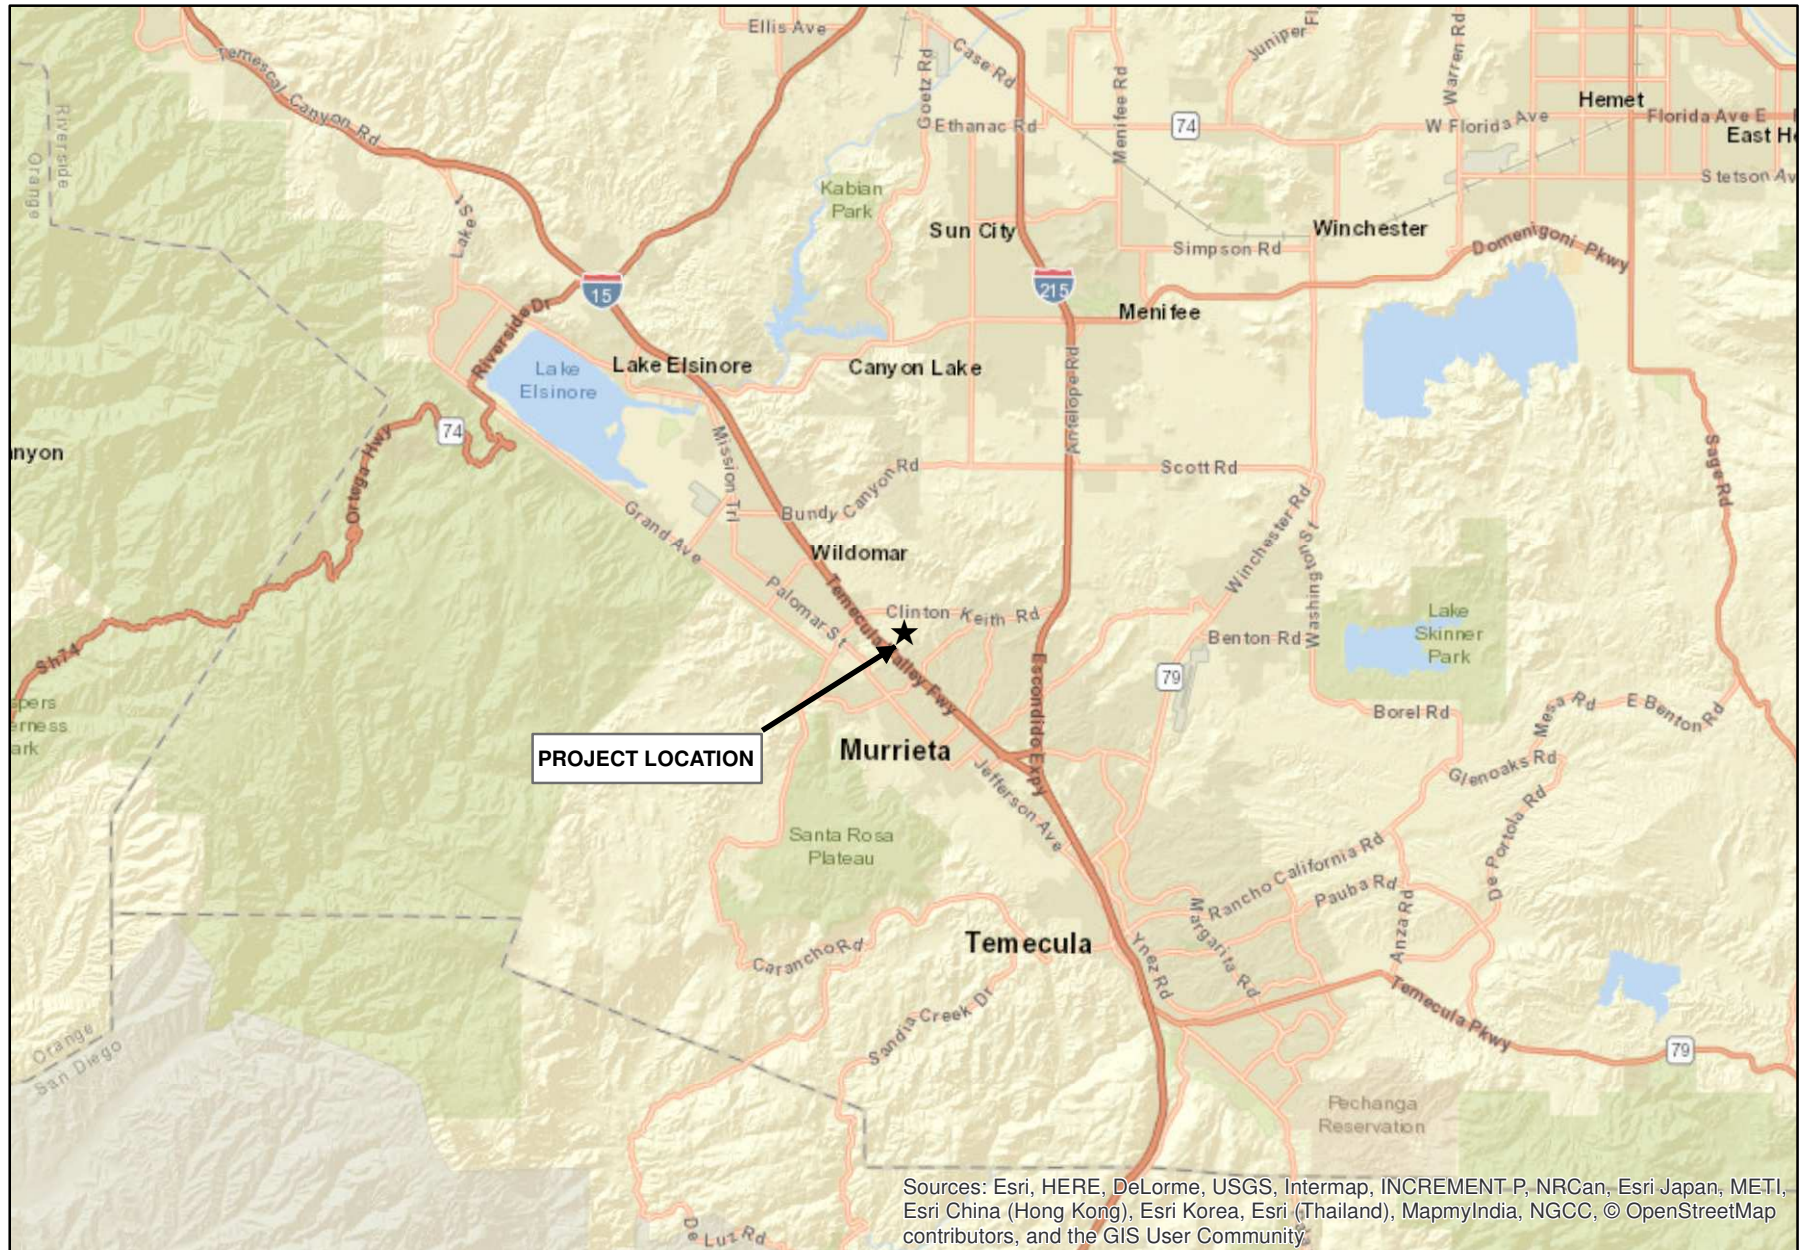 Ellis Ave
Case Rd
Goetz Rd
Juniper Fl
Warren Rd
Temescal Canyon Rd
Riverside
Orange
Menifee Rd
Ethanac Rd
74
W Florida Ave
Hemet
Florida Ave E
East He
Stetson Av
Kabian
Park
Lake St
Sun City
Winchester
Simpson Rd
Domenigoni Pkwy
15
215
Riverside Dr
Menifee
Lake
Elsinore
Lake Elsinore
Canyon Lake
Antelope Rd
74
Ortega Hwy
nyon
Mission Trl
Bundy Canyon Rd
Scott Rd
Sage Rd
Grand Ave
Wildomar
Winchester Rd
Washington St
Palomar St
Temecula Valley Fwy
Clinton Keith Rd
Benton Rd
Lake
Skinner
Park
Sh74
79
Escondido Expy
spers
erness
ark
Borel Rd
Mesa Rd
E Benton Rd
PROJECT LOCATION
Murrieta
Jefferson Ave
Glenoaks Rd
De Portola Rd
Santa Rosa
Plateau
Rancho California Rd
Pauba Rd
Anza Rd
Margarita Rd
Temecula
Ynez Rd
Carancho Rd
Sandia Creek Dr
Temecula Pkwy
79
Orange
San Diego
Pechanga
Reservation
De Luz Rd
Sources: Esri, HERE, DeLorme, USGS, Intermap, INCREMENT P, NRCan, Esri Japan, METI,
Esri China (Hong Kong), Esri Korea, Esri (Thailand), MapmyIndia, NGCC, © OpenStreetMap
contributors, and the GIS User Community